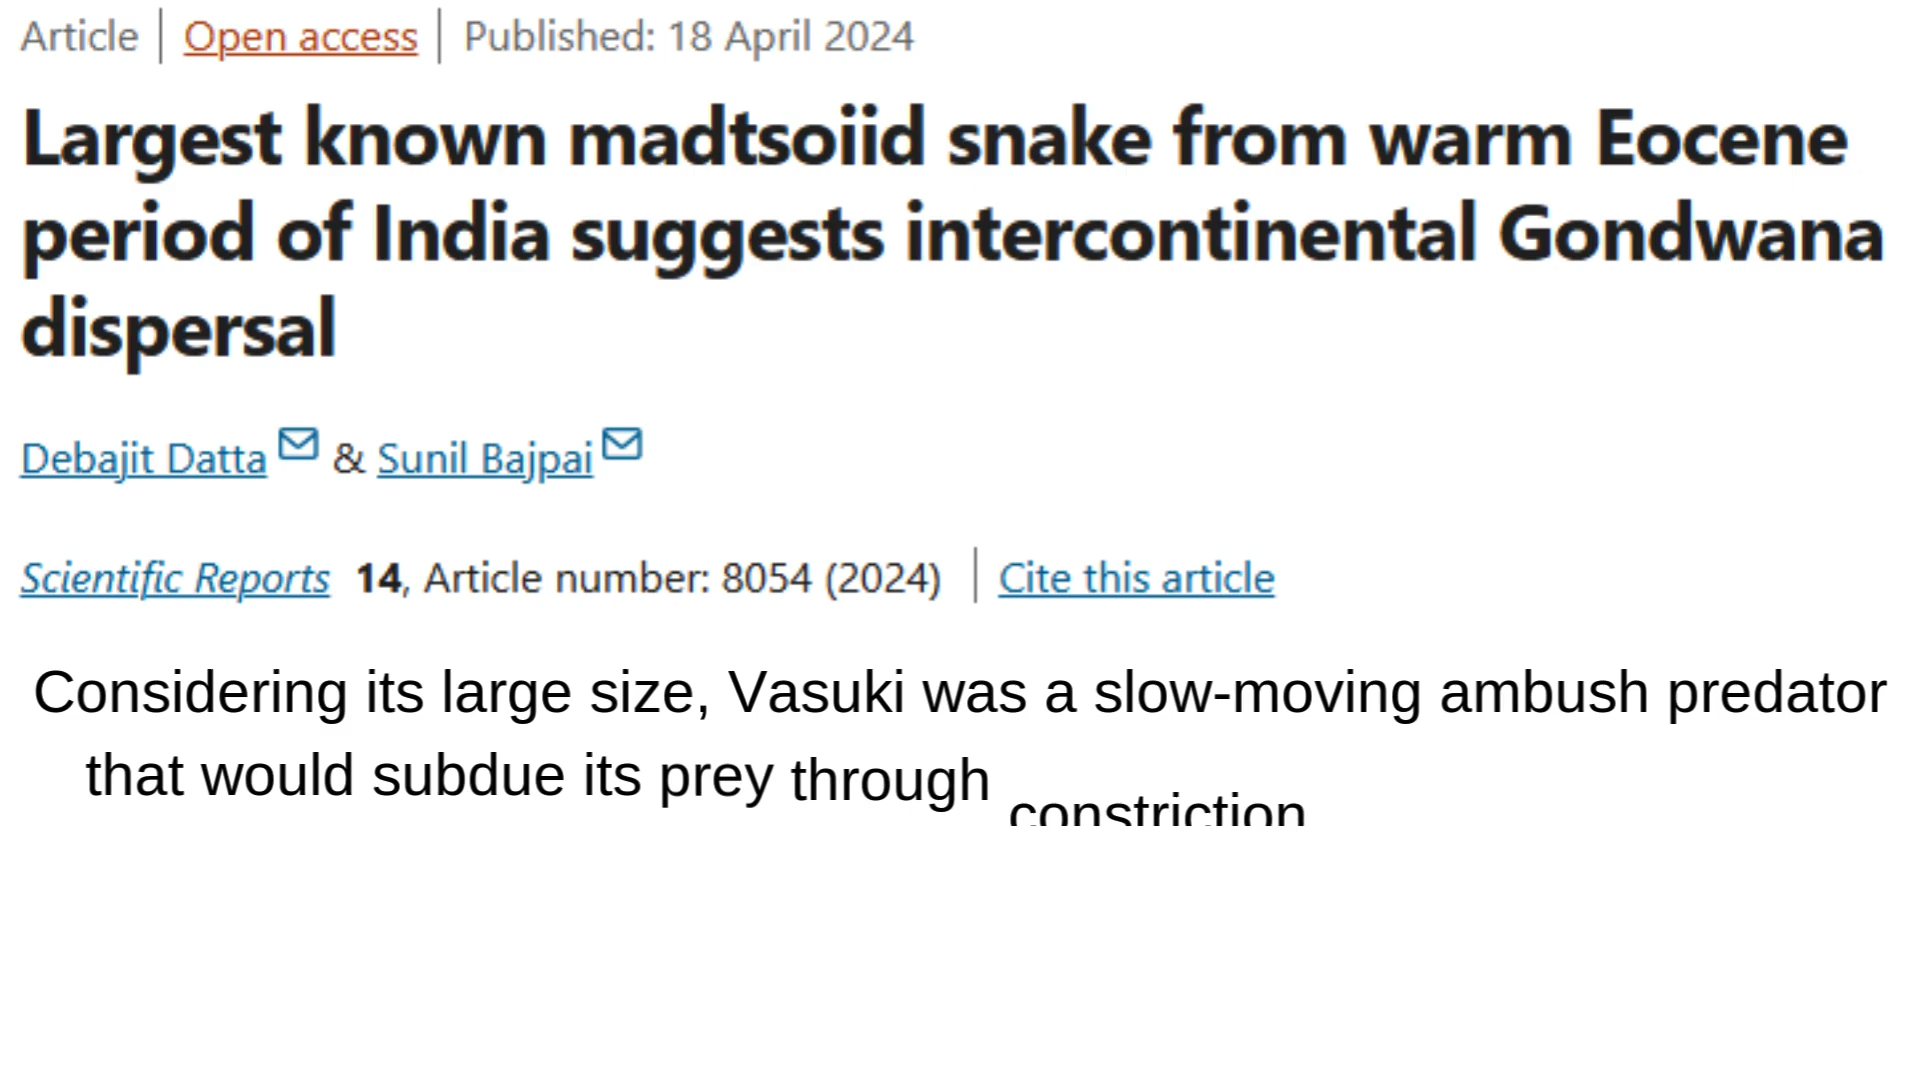 Article | Open access | Published: 18 April 2024
Largest known madtsoiid snake from warm Eocene
period of India suggests intercontinental Gondwana
dispersal
Debajit Datta & Sunil Bajpai
Scientific Reports 14, Article number: 8054 (2024) | Cite this article
Considering its large size, Vasuki was a slow-moving ambush predator
that would subdue its prey through constriction